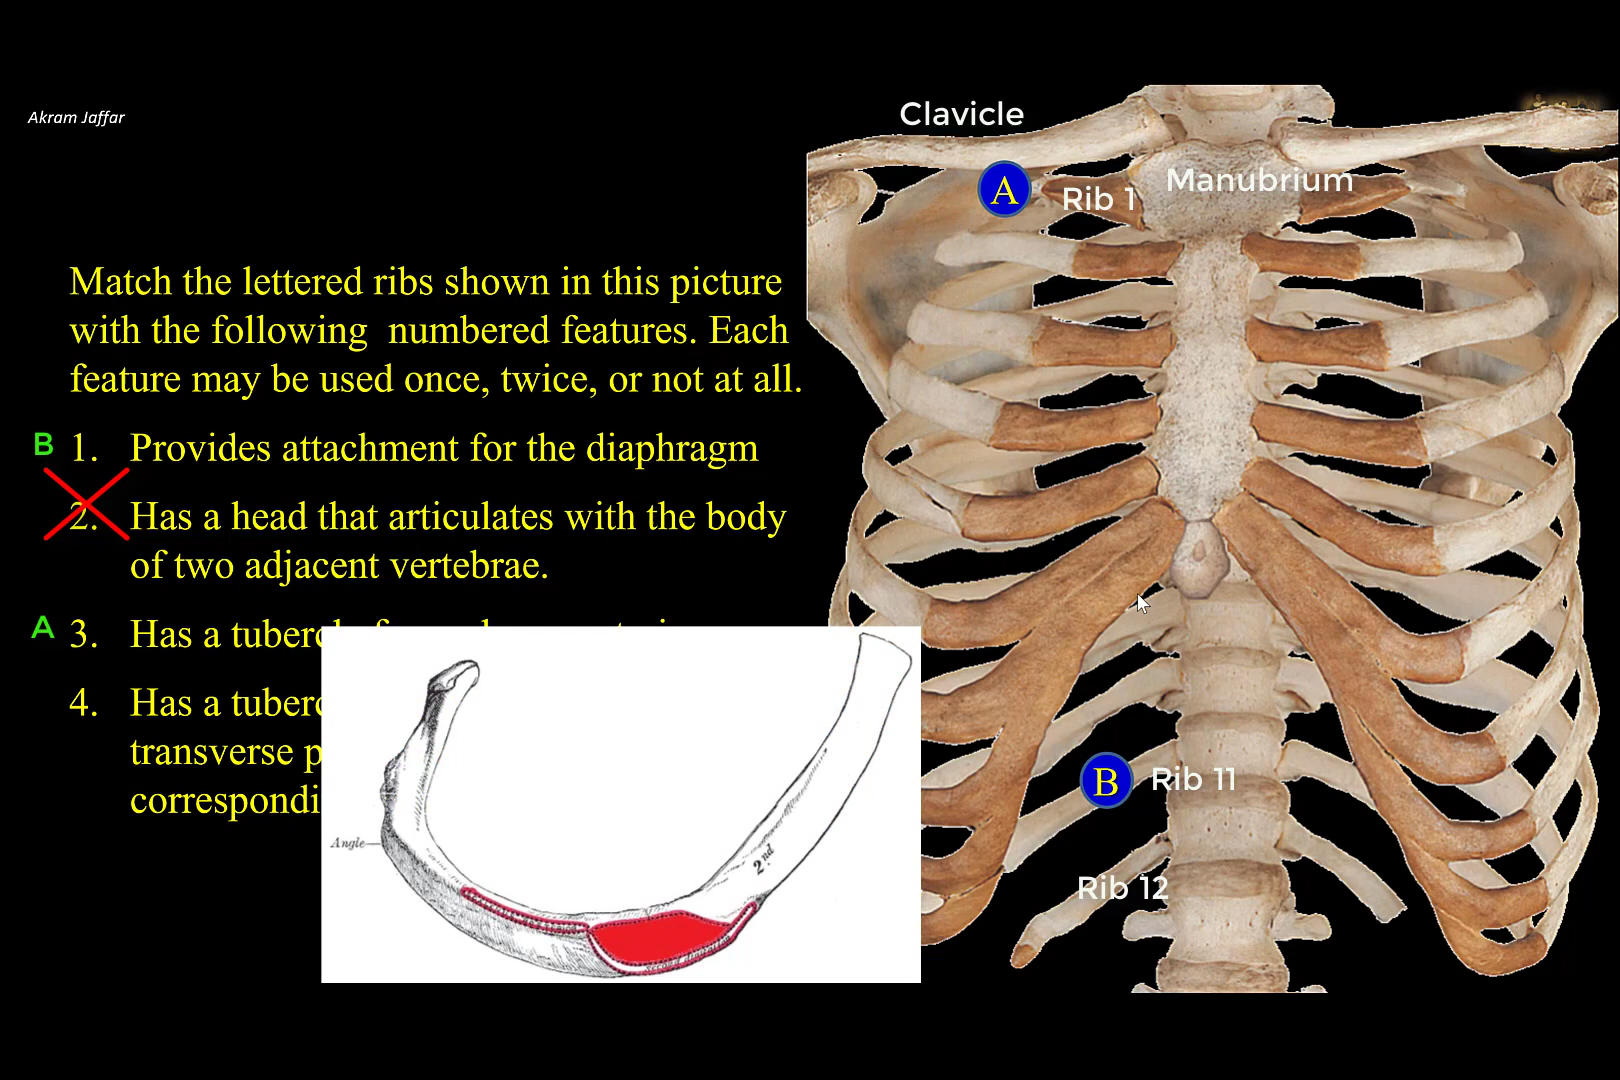 Akram Jaffar
Clavicle
A
Rib 1
Manubrium
Match the lettered ribs shown in this picture
with the following numbered features. Each
feature may be used once, twice, or not at all.
B 1. Provides attachment for the diaphragm
2. Has a head that articulates with the body
of two adjacent vertebrae.
A 3. Has a
4. Has a
transverse
Angle
2nd
B
Rib 11
Rib 12